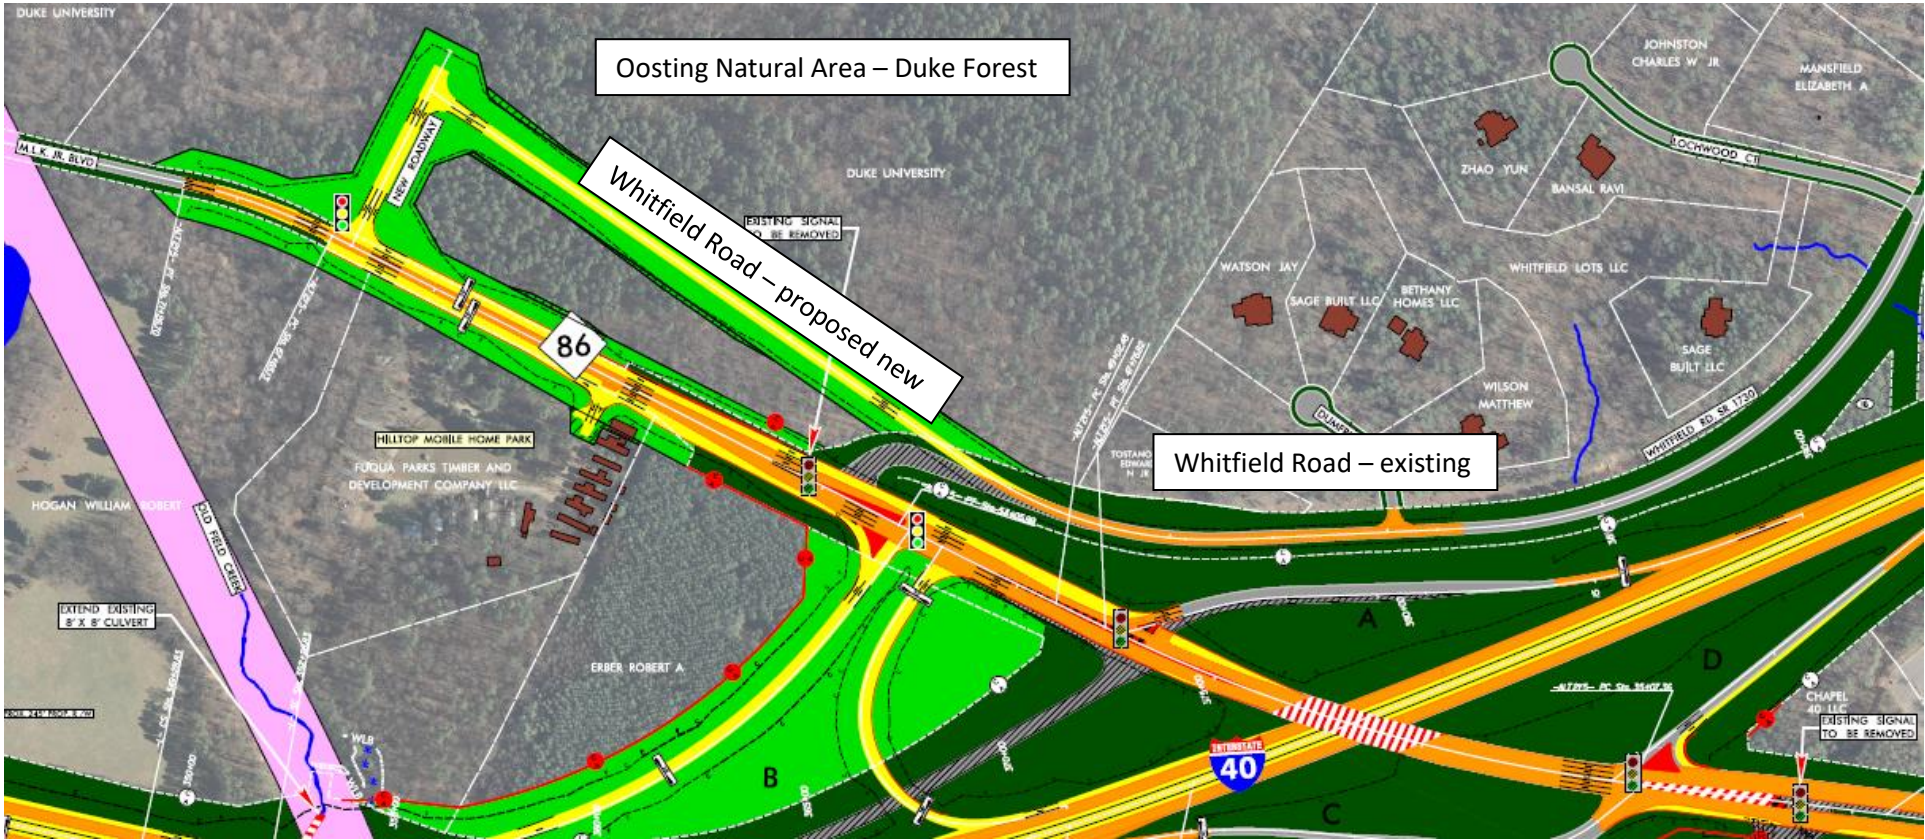 DUKE UNIVERSITY
Oosting Natural Area – Duke Forest
JOHNSTON
CHARLES W JR
MANSFIELD
ELIZABETH A
M.L.K. JR. BLVD
NEW ROADWAY
LOCHWOOD CT
ZHAO YUN
BANSAL RAVI
DUKE UNIVERSITY
Whitfield Road – proposed new
EXISTING SIGNAL
TO BE REMOVED
WATSON JAY
SAGE BUILT LLC
BETHANY
HOMES LLC
WHITFIELD LOTS LLC
SAGE
BUILT LLC
86
WILSON
MATTHEW
WHITFIELD RD. SR 1730
HILLTOP MOBILE HOME PARK
FUQUA PARKS TIMBER AND
DEVELOPMENT COMPANY LLC
Whitfield Road – existing
HOGAN WILLIAM ROBERT
OLD FIELD CREEK
EXTEND EXISTING
8' X 8' CULVERT
ERBER ROBERT A
A
D
B
C
WLB
WLB
INTERSTATE
40
CHAPEL
40 LLC
EXISTING SIGNAL
TO BE REMOVED